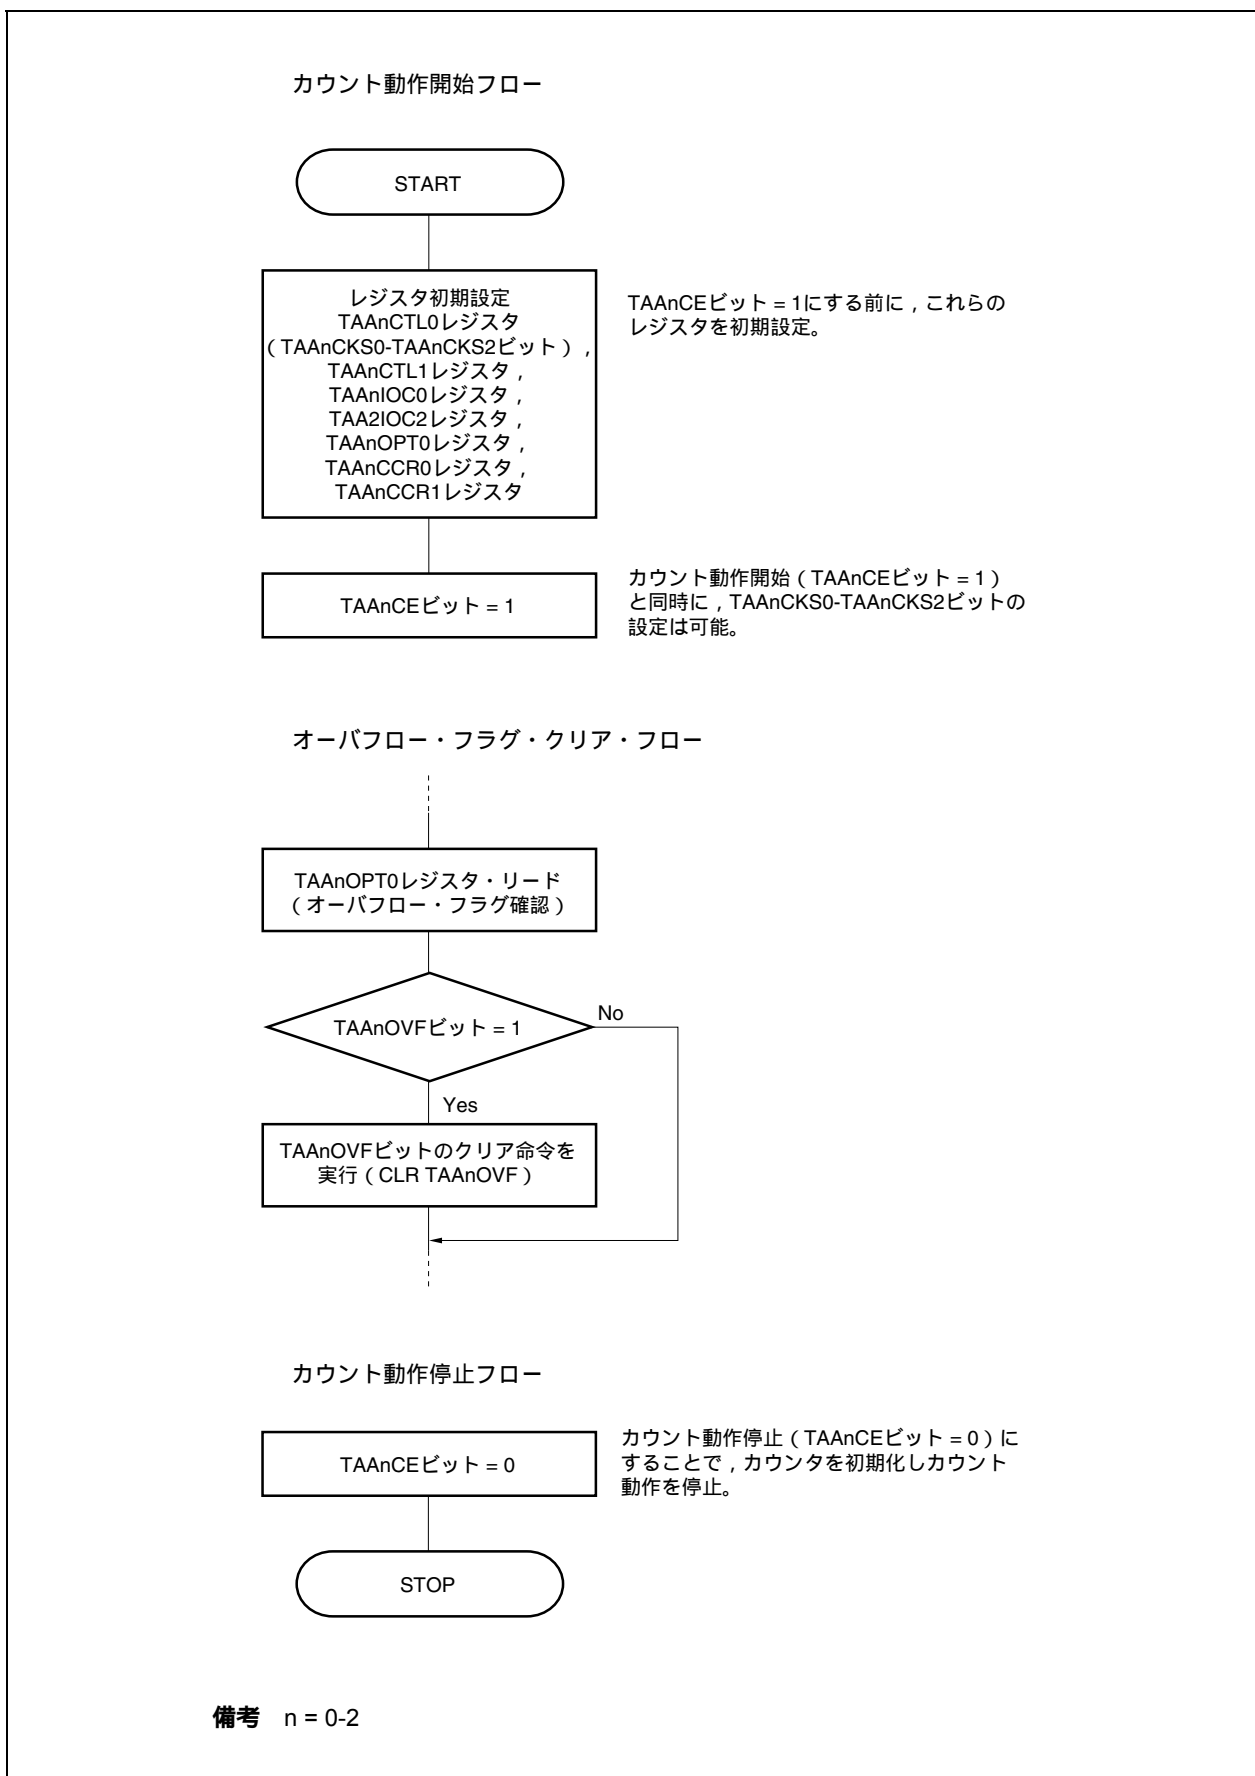 カウント動作開始フロー
START
レジスタ初期設定
TAAnCTL0レジスタ
（TAAnCKS0-TAAnCKS2ビット），
TAAnCTL1レジスタ，
TAAnIOC0レジスタ，
TAA2IOC2レジスタ，
TAAnOPT0レジスタ，
TAAnCCR0レジスタ，
TAAnCCR1レジスタ
TAAnCEビット = 1にする前に，これらの
レジスタを初期設定。
TAAnCEビット = 1
カウント動作開始（TAAnCEビット = 1）
と同時に，TAAnCKS0-TAAnCKS2ビットの
設定は可能。
オーバフロー・フラグ・クリア・フロー
TAAnOPT0レジスタ・リード
（オーバフロー・フラグ確認）
TAAnOVFビット = 1
No
Yes
TAAnOVFビットのクリア命令を
実行（CLR TAAnOVF）
カウント動作停止フロー
TAAnCEビット = 0
カウント動作停止（TAAnCEビット = 0）に
することで，カウンタを初期化しカウント
動作を停止。
STOP
備考 n = 0-2